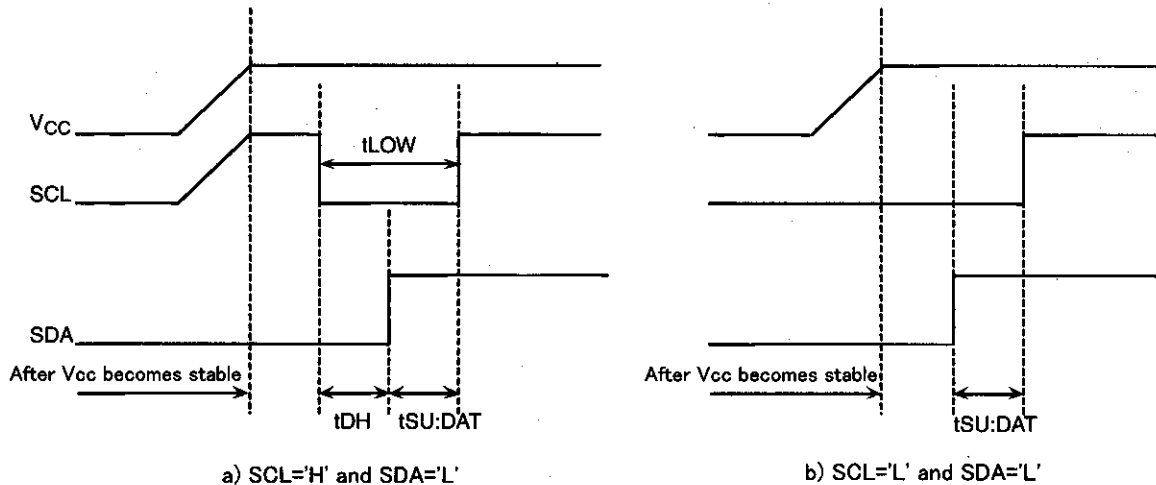 VCC
tLOW
SCL
SDA
After Vcc becomes stable
tDH
tSU:DAT
a) SCL='H' and SDA='L'
After Vcc becomes stable
tSU:DAT
b) SCL='L' and SDA='L'